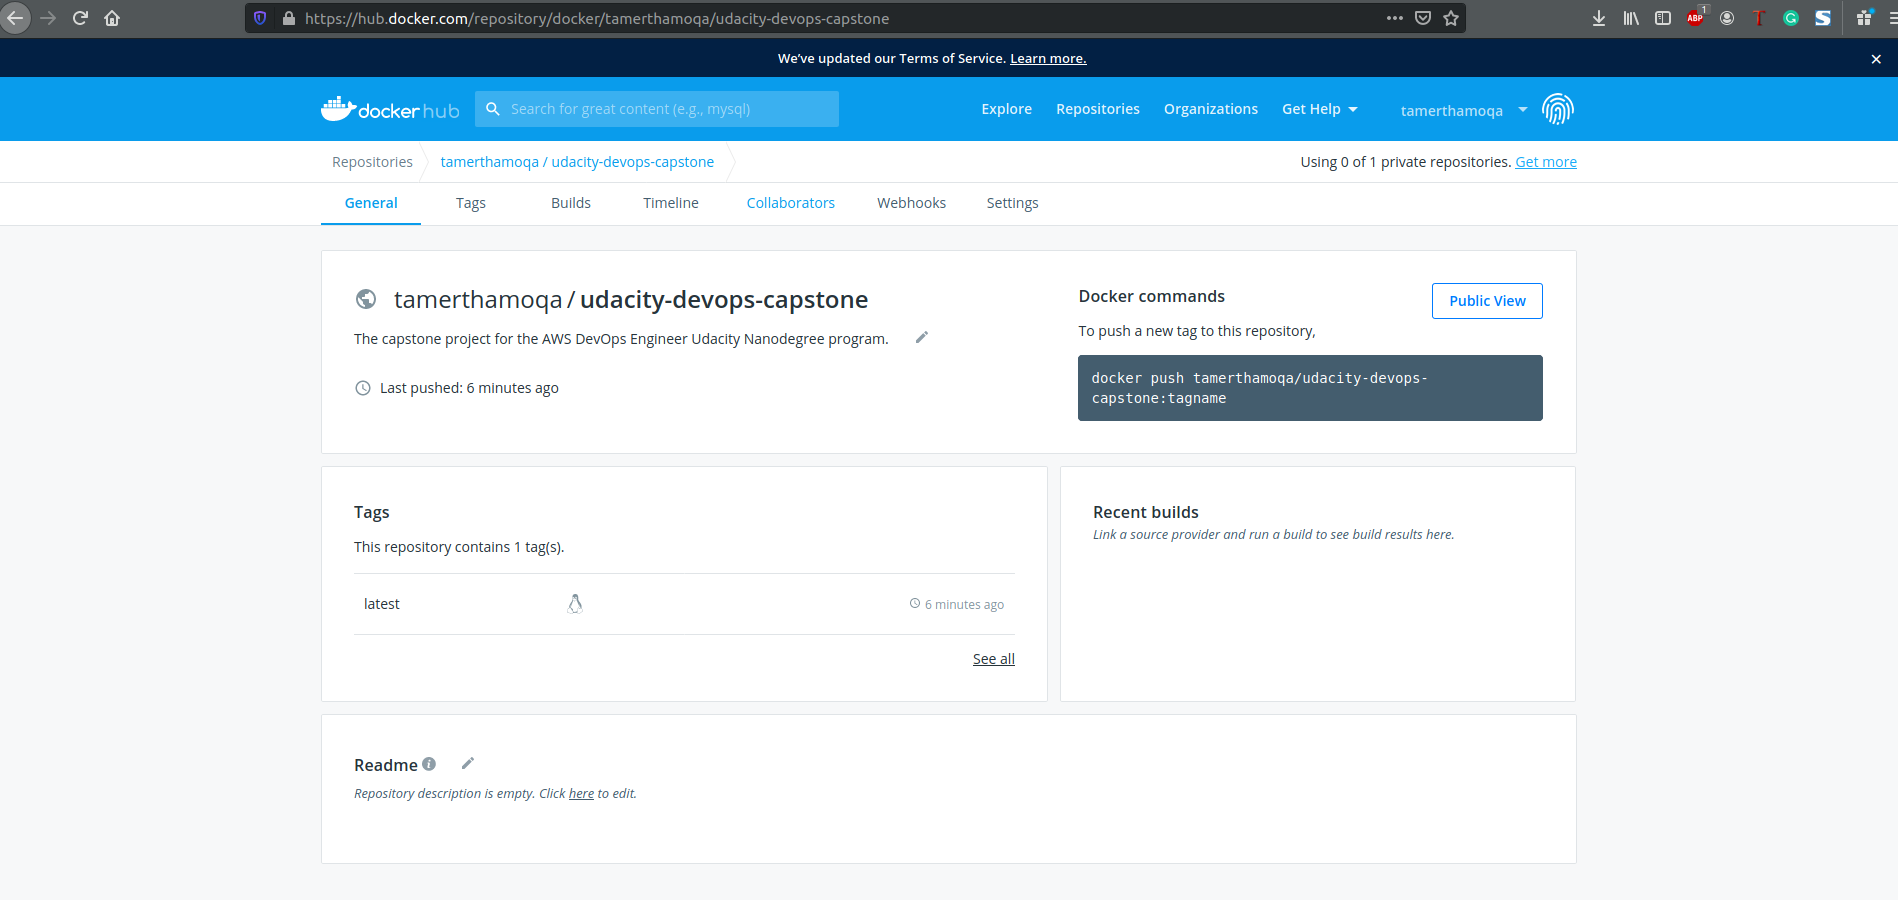 https://hub.docker.com/repository/docker/tamerthamoqa/udacity-devops-capstone
ABP
1
T
G
S
We've updated our Terms of Service. Learn more.
docker hub
Search for great content (e.g., mysql)
Explore
Repositories
Organizations
Get Help
tamerthamoqa
Repositories
tamerthamoqa / udacity-devops-capstone
Using 0 of 1 private repositories. Get more
General
Tags
Builds
Timeline
Collaborators
Webhooks
Settings
tamerthamoqa / udacity-devops-capstone
The capstone project for the AWS DevOps Engineer Udacity Nanodegree program.
Last pushed: 6 minutes ago
Docker commands
Public View
To push a new tag to this repository,
docker push tamerthamoqa/udacity-devops-
capstone:tagname
Tags
This repository contains 1 tag(s).
latest
6 minutes ago
See all
Recent builds
Link a source provider and run a build to see build results here.
Readme
Repository description is empty. Click here to edit.